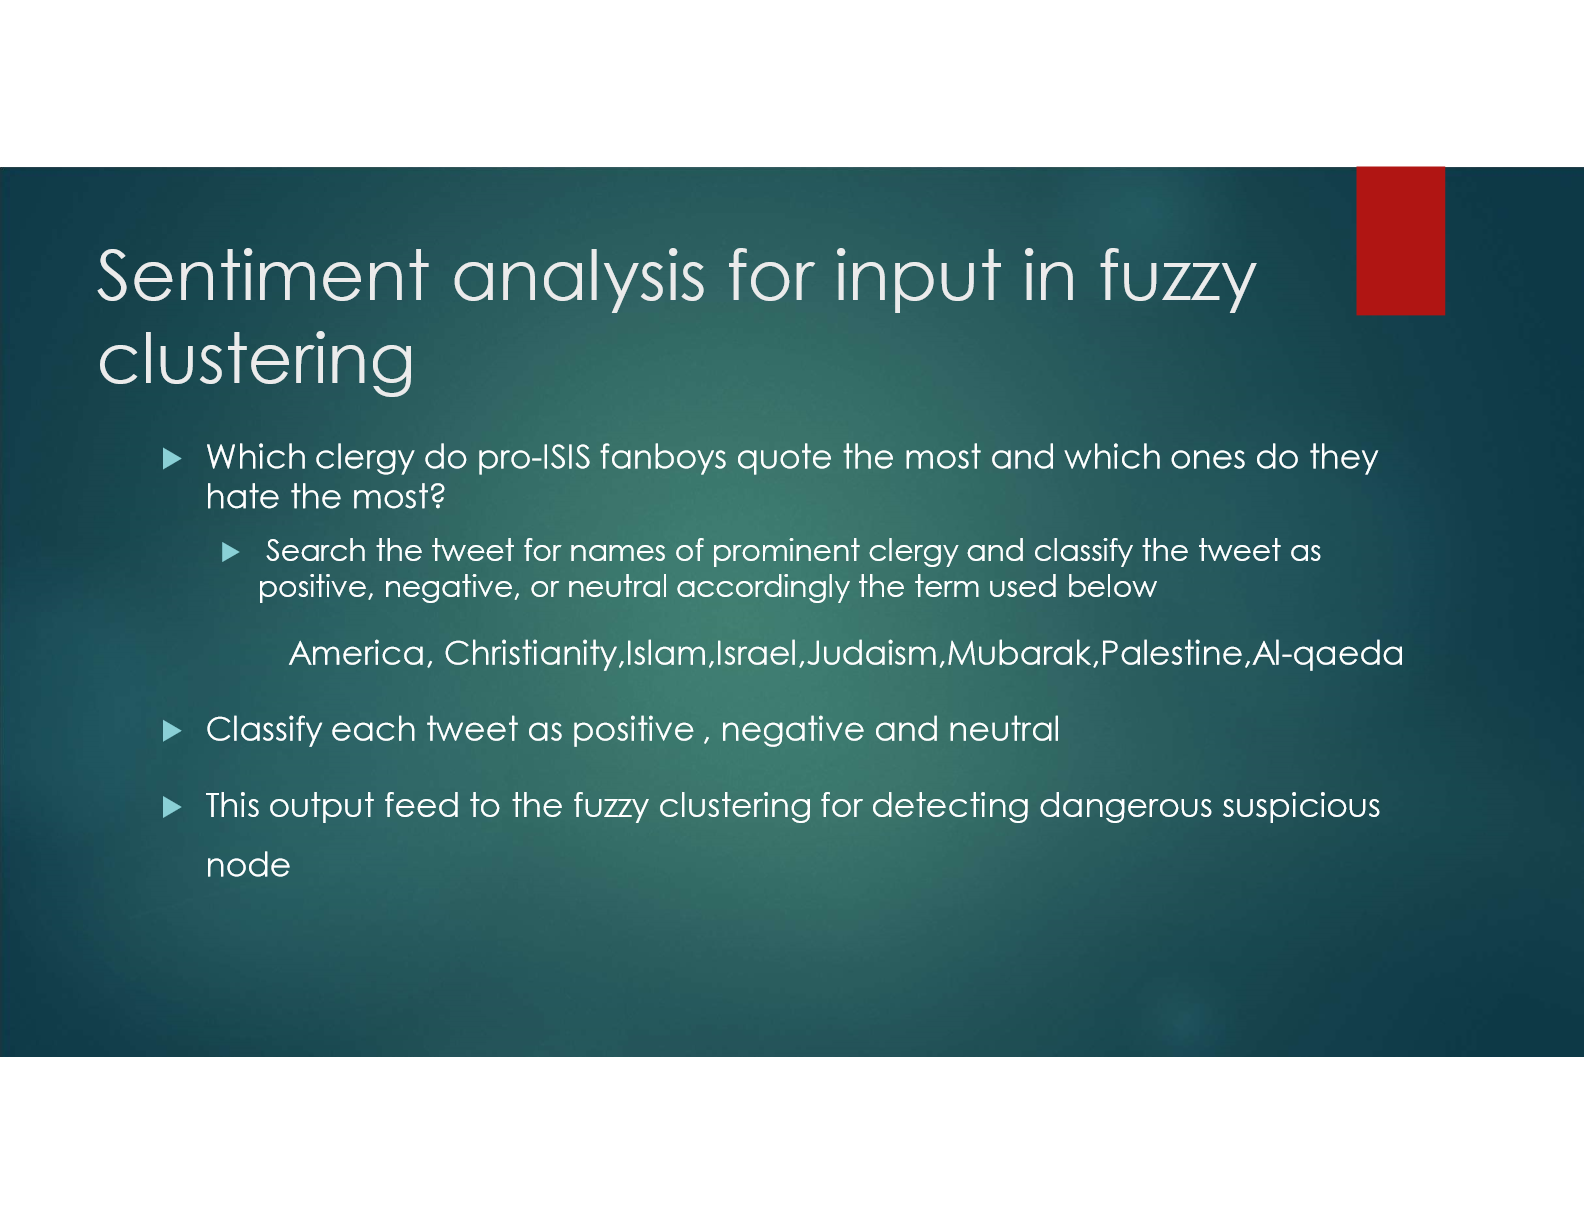 Sentiment analysis for input in fuzzy
clustering
Which clergy do pro-ISIS fanboys quote the most and which ones do they
hate the most?
Search the tweet for names of prominent clergy and classify the tweet as
positive, negative, or neutral accordingly the term used below
America, Christianity,Islam,Israel,Judaism,Mubarak,Palestine,Al-qaeda
Classify each tweet as positive , negative and neutral
This output feed to the fuzzy clustering for detecting dangerous suspicious
node